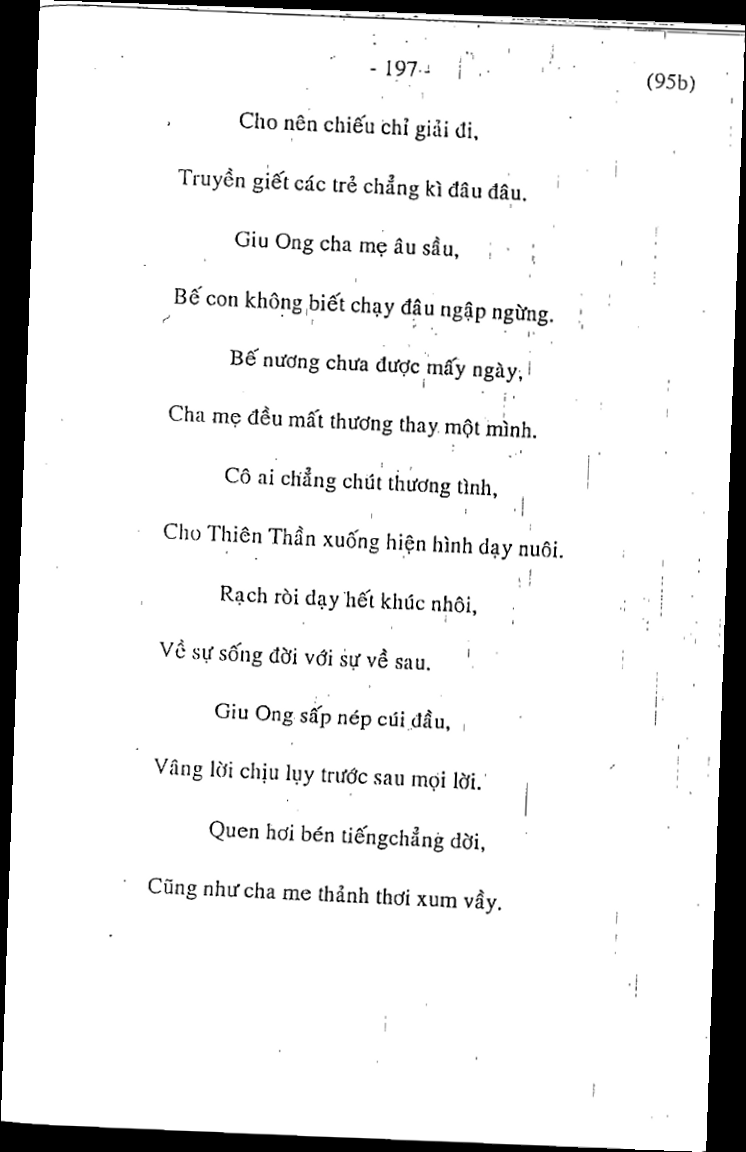 - 197 -
(95b)
Cho nên chiếu chỉ giải đi,
Truyền giết các trẻ chẳng kì đâu đâu.
Giu Ong cha mẹ âu sầu,
Bế con không biết chạy đâu ngập ngừng.
Bế nương chưa được mấy ngày,
Cha mẹ đều mất thương thay một mình.
Cô ai chẳng chút thương tình,
Cho Thiên Thần xuống hiện hình dạy nuôi.
Rạch ròi dạy hết khúc nhôi,
Về sự sống đời với sự về sau.
Giu Ong sấp nép cúi đầu,
Vâng lời chịu lụy trước sau mọi lời.
Quen hơi bén tiếngchẳng dời,
Cũng như cha me thảnh thơi xum vầy.